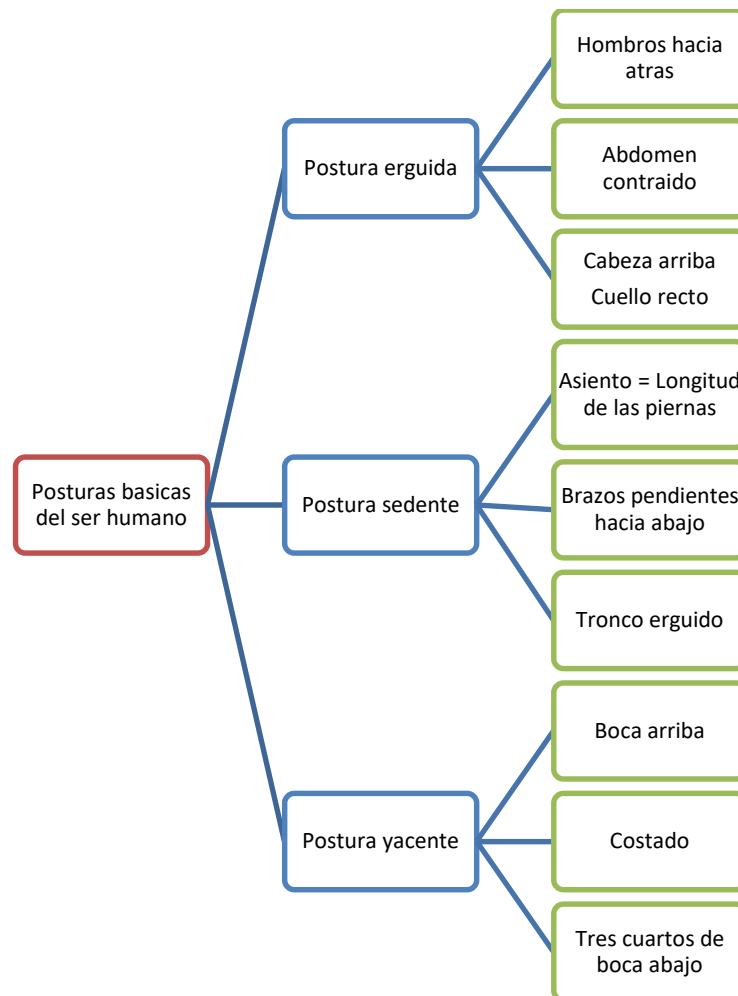 Posturas basicas
del ser humano
Postura erguida
Hombros hacia
atras
Abdomen
contraido
Cabeza arriba
Cuello recto
Postura sedente
Asiento = Longitud
de las piernas
Brazos pendientes
hacia abajo
Tronco erguido
Postura yacente
Boca arriba
Costado
Tres cuartos de
boca abajo